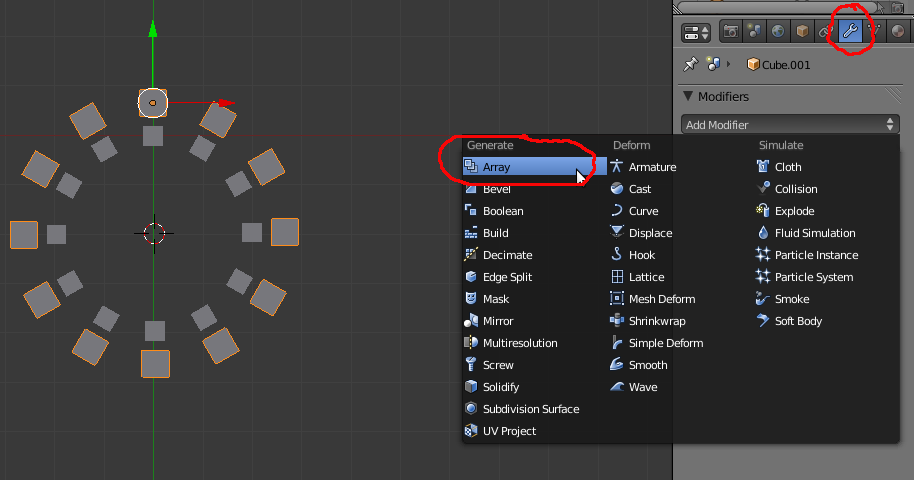 Cube.001
Modifiers
Add Modifier
Generate Deform Simulate
Array Armature Cloth
Bevel Cast Collision
Boolean Curve Explode
Build Displace Fluid Simulation
Decimate Hook Particle Instance
Edge Split Lattice Particle System
Mask Mesh Deform Smoke
Mirror Shrinkwrap Soft Body
Multiresolution Simple Deform
Screw Smooth
Solidify Wave
Subdivision Surface
UV Project